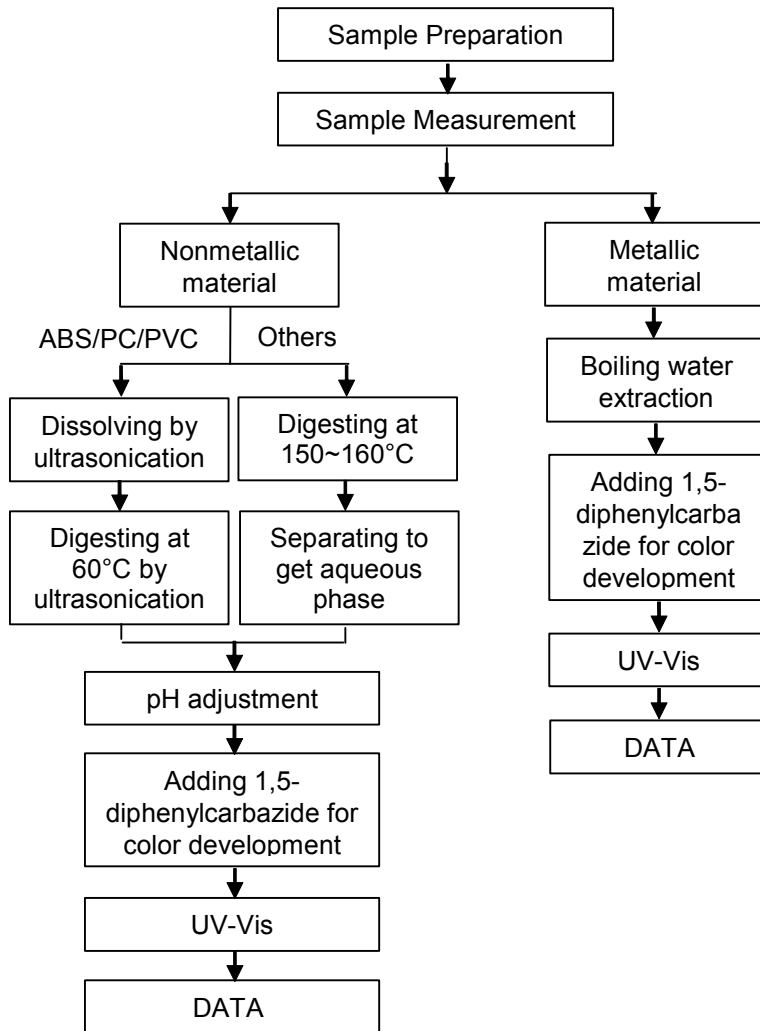 Sample Preparation
Sample Measurement
Nonmetallic
material
ABS/PC/PVC
Others
Dissolving by
ultrasonication
Digesting at
150~160°C
Digesting at
60°C by
ultrasonication
Separating to
get aqueous
phase
pH adjustment
Adding 1,5-
diphenylcarbazide for
color development
UV-Vis
DATA
Metallic
material
Boiling water
extraction
Adding 1,5-
diphenylcarba
zide for color
development
UV-Vis
DATA